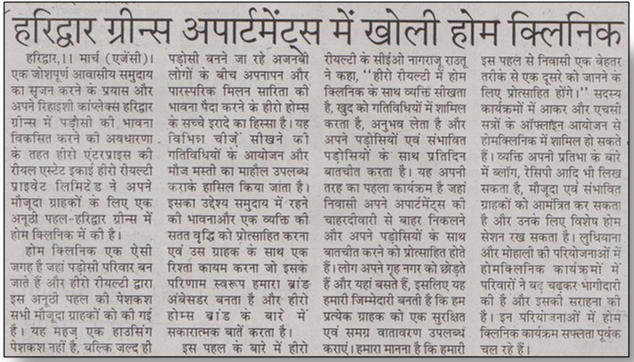 हरिद्वार ग्रीन्स अपार्टमेंट्स में खोली होम क्लिनिक
हरिद्वार,11 मार्च (एजेंसी)।
एक जोशपूर्ण आवासीय समुदाय
का सृजन करने के प्रयास और
अपने रिहाइशी कांप्लेक्स हरिद्वार
ग्रीन्स में पड़ोसी की भावना
विकसित करने की अवधारणा
के तहत हीरो एंटरप्राइस की
रियल एस्टेट इकाई हीरो रीयल्टी
प्राइवेट लिमिटेड ने अपने
मौजूदा ग्राहकों के लिए एक
अनूठी पहल-हरिद्वार ग्रीन्स में
होम क्लिनिक में की है।
होम क्लिनिक एक ऐसी
जगह है जहां पड़ोसी परिवार बन
जाते हैं और हीरो रीयल्टी द्वारा
इस अनूठी पहल की पेशकश
सभी मौजूदा ग्राहकों को की गई
है। यह महज एक हाउसिंग
पेशकश नहीं है, बल्कि जल्द ही
पड़ोसी बनने जा रहे अजनबी
लोगों के बीच अपनापन और
पारस्परिक मिलन सारिता की
भावना पैदा करने के हीरो होम्स
के सच्चे इरादे का हिस्सा है। यह
विभिन्न चीजें सीखने की
गतिविधियों के आयोजन और
मौज मस्ती का माहौल उपलब्ध
कराके हासिल किया जाता है।
इसका उद्देश्य समुदाय में रहने
की भावनाऔर एक व्यक्ति की
सतत वृद्धि को प्रोत्साहित करना
एवं उस ग्राहक के साथ एक
रिश्ता कायम करना जो इसके
परिणाम स्वरूप हमारा ब्रांड
अंबेसडर बनता है और हीरो
होम्स ब्रांड के बारे में
सकारात्मक बातें करता है।
इस पहल के बारे में हीरो
रीयल्टी के सीईओ नागराजू राउतू
ने कहा, ''हीरो रीयल्टी में होम
क्लिनिक के साथ व्यक्ति सीखता
है, खुद को गतिविधियों में शामिल
करता है, अनुभव लेता है और
अपने पड़ोसियों एवं संभावित
पड़ोसियों के साथ प्रतिदिन
बातचीत करता है। यह अपनी
तरह का पहला कार्यक्रम है जहां
निवासी अपने अपार्टमेंट्स की
चाहरदीवारी से बाहर निकलने
और अपने पड़ोसियों के साथ
बातचीत करने को प्रोत्साहित होते
हैं। लोग अपने गृह नगर को छोड़ते
हैं और यहां बसते हैं, इसलिए यह
हमारी जिम्मेदारी बनती है कि हम
प्रत्येक ग्राहक को एक सुरक्षित
एवं समग्र वातावरण उपलब्ध
कराएं। हमारा मानना है कि हमारी
इस पहल से निवासी एक बेहतर
तरीके से एक दूसरे को जानने के
लिए प्रोत्साहित होंगे।'' सदस्य
कार्यक्रमों में आकर और एचसी
सत्रों के ऑफ्लाइन आयोजन से
होमक्लिनिक में शामिल हो सकते
हैं। व्यक्ति अपनी प्रतिभा के बारे
में ब्लॉग, रेसिपी आदि भी लिख
सकता है, मौजूदा एवं संभावित
ग्राहकों को आमंत्रित कर सकता
है और उनके लिए विशेष होम
सेशन रख सकता है। लुधियाना
और मोहाली की परियोजनाओं में
होमक्लिनिक कार्यक्रमों में
परिवारों ने बढ़ चढ़कर भागीदारी
की है और इसकी सराहना की
है। इन परियोजनाओं में होम
क्लिनिक कार्यक्रम सफ्लता पूर्वक
चल रहे हैं।